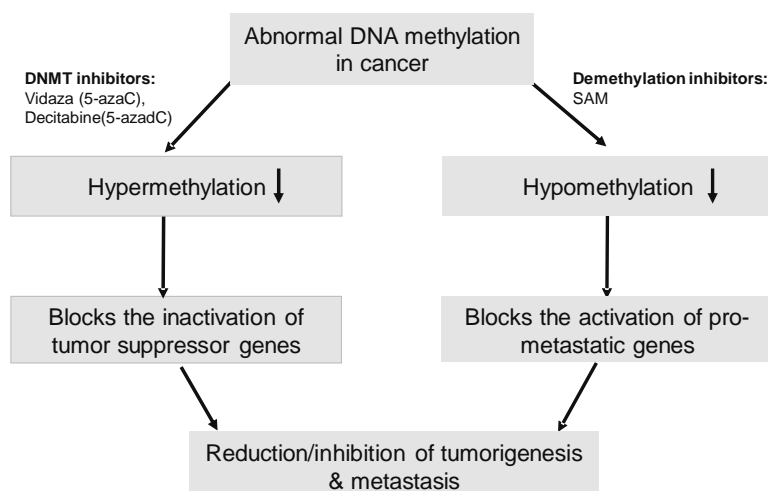 Abnormal DNA methylation
in cancer
DNMT inhibitors:
Vidaza (5-azaC),
Decitabine(5-azadC)
Demethylation inhibitors:
SAM
Hypermethylation
Hypomethylation
Blocks the inactivation of
tumor suppressor genes
Blocks the activation of pro-
metastatic genes
Reduction/inhibition of tumorigenesis
& metastasis